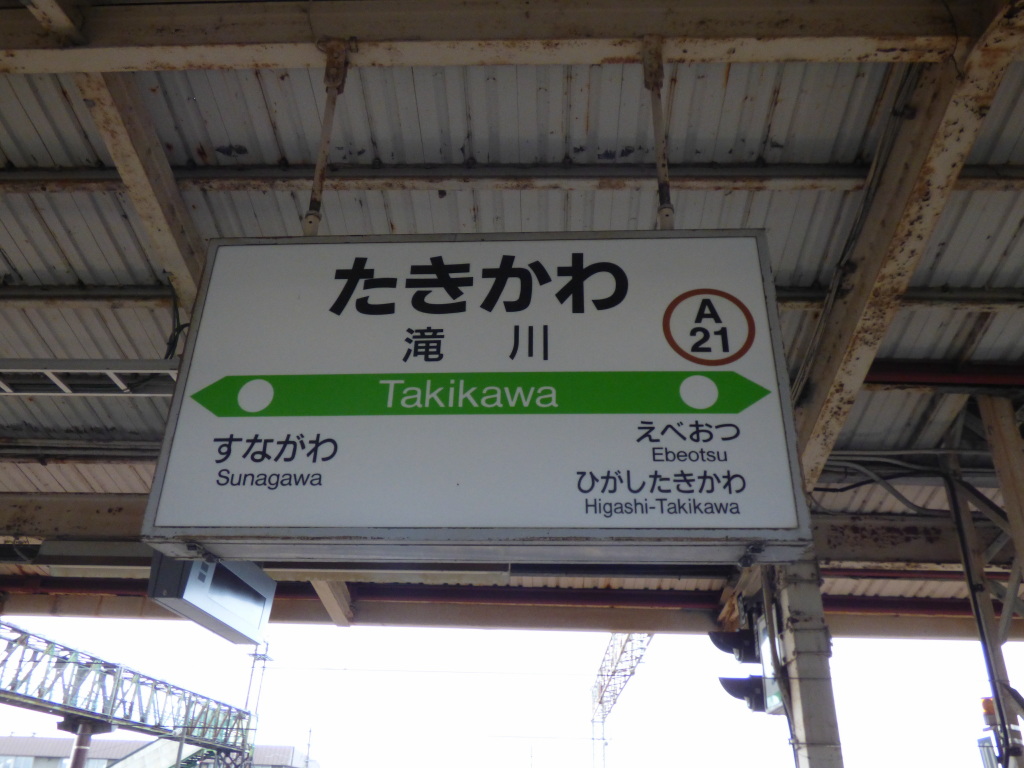 たきかわ
滝 川
A
21
Takikawa
すながわ
Sunagawa
えべおつ
Ebeotsu
ひがしたきかわ
Higashi-Takikawa